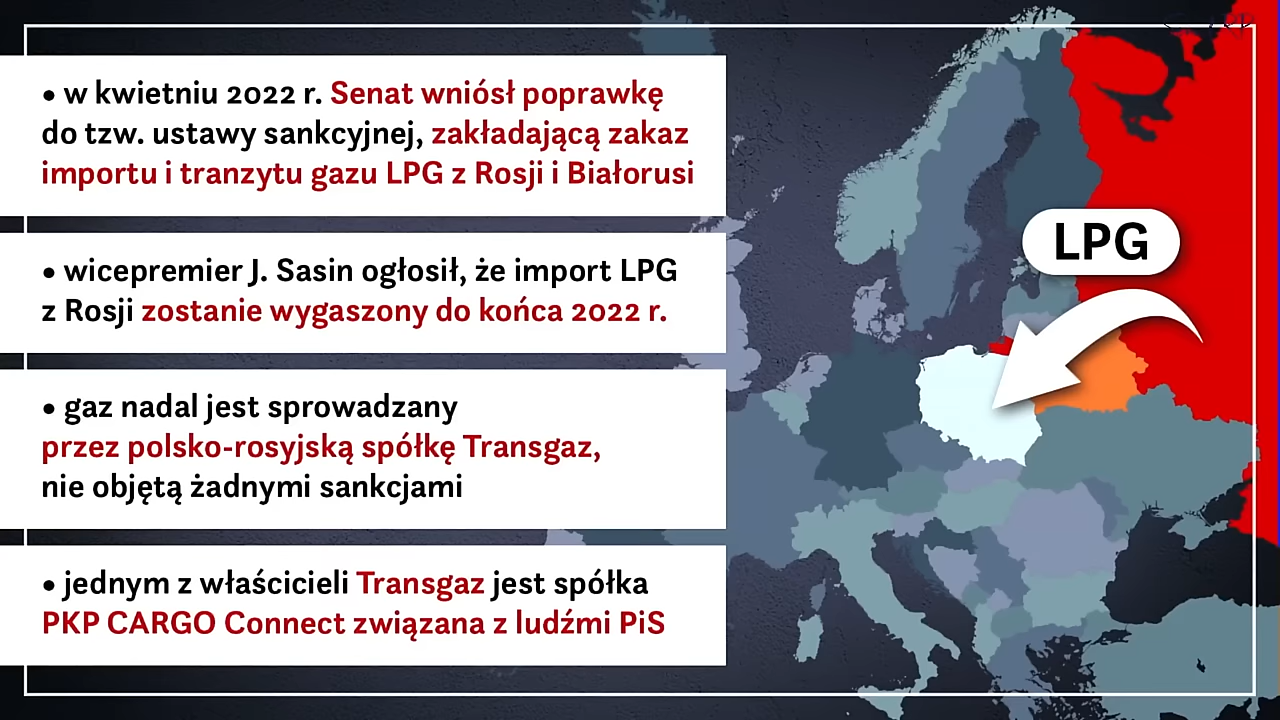 • w kwietniu 2022 r. Senat wniósł poprawkę
do tzw. ustawy sankcyjnej, zakładającą zakaz
importu i tranzytu gazu LPG z Rosji i Białorusi
• wicepremier J. Sasin ogłosił, że import LPG
z Rosji zostanie wygaszony do końca 2022 r.
• gaz nadal jest sprowadzany
przez polsko-rosyjską spółkę Transgaz,
nie objętą żadnymi sankcjami
• jednym z właścicieli Transgaz jest spółka
PKP CARGO Connect związana z ludźmi PiS
LPG